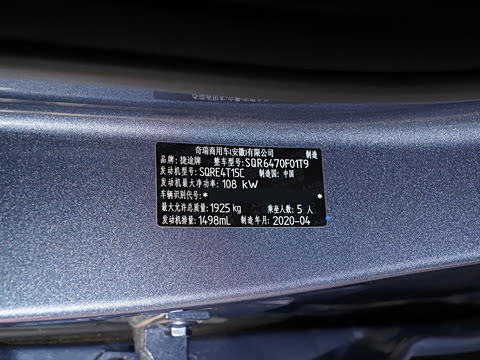 奇瑞商用车(安徽)有限公司 制造
品牌: 捷途牌 整车型号: SQR6470F01T9
发动机型号: SQRE4T15C 制造国: 中国
发动机最大净功率: 108 kW
车辆识别代号: * *
最大允许总质量: 1925 kg 乘坐人数: 5 人
发动机排量: 1498mL 制造年月: 2020-04